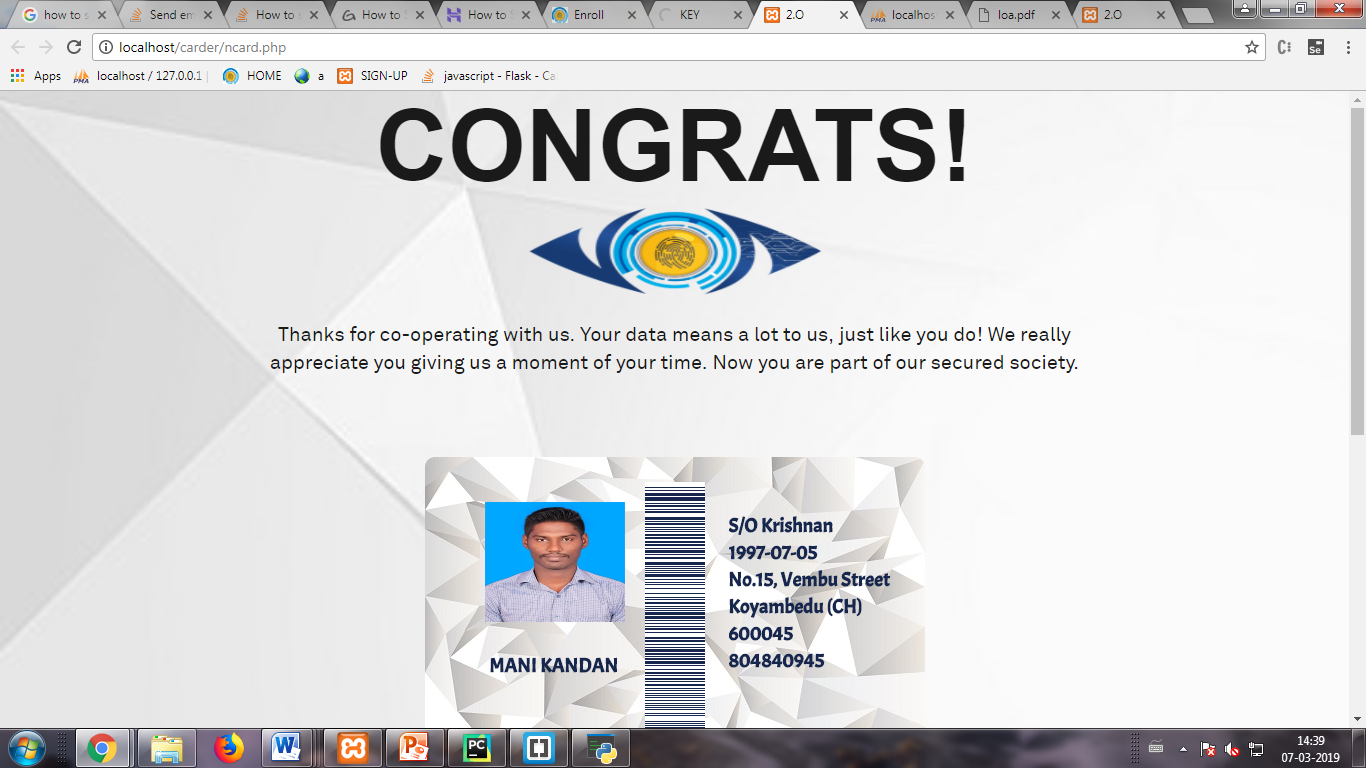 how to s
Send em
How to s
How to S
How to S
Enroll
KEY
2.O
localhos
loa.pdf
2.O
localhost/carder/ncard.php
Apps
localhost / 127.0.0.1
HOME
a
SIGN-UP
javascript - Flask - Ca
CONGRATS!
Thanks for co-operating with us. Your data means a lot to us, just like you do! We really
appreciate you giving us a moment of your time. Now you are part of our secured society.
S/O Krishnan
1997-07-05
No.15, Vembu Street
Koyambedu (CH)
600045
804840945
MANI KANDAN
14:39
07-03-2019